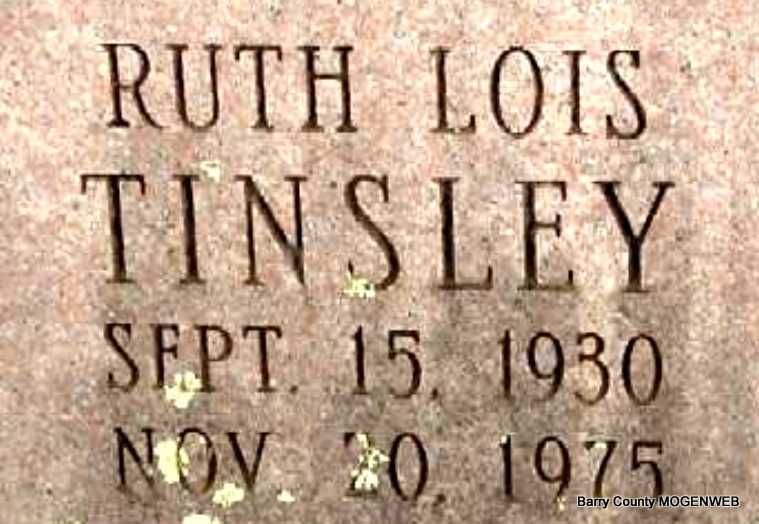 RUTH LOIS
TINSLEY
SEPT. 15, 1930
NOV 20, 1975
Barry County MOGENWEB